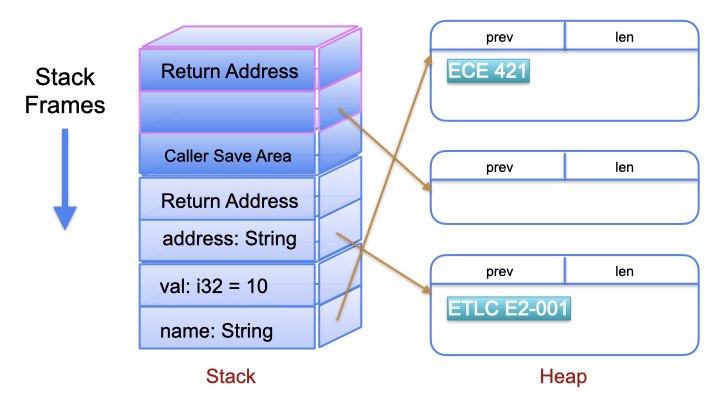 Stack
Frames
Return Address
Caller Save Area
Return Address
address: String
val: i32 = 10
name: String
Stack
prev len
ECE 421
prev len
prev len
ETLC E2-001
Heap